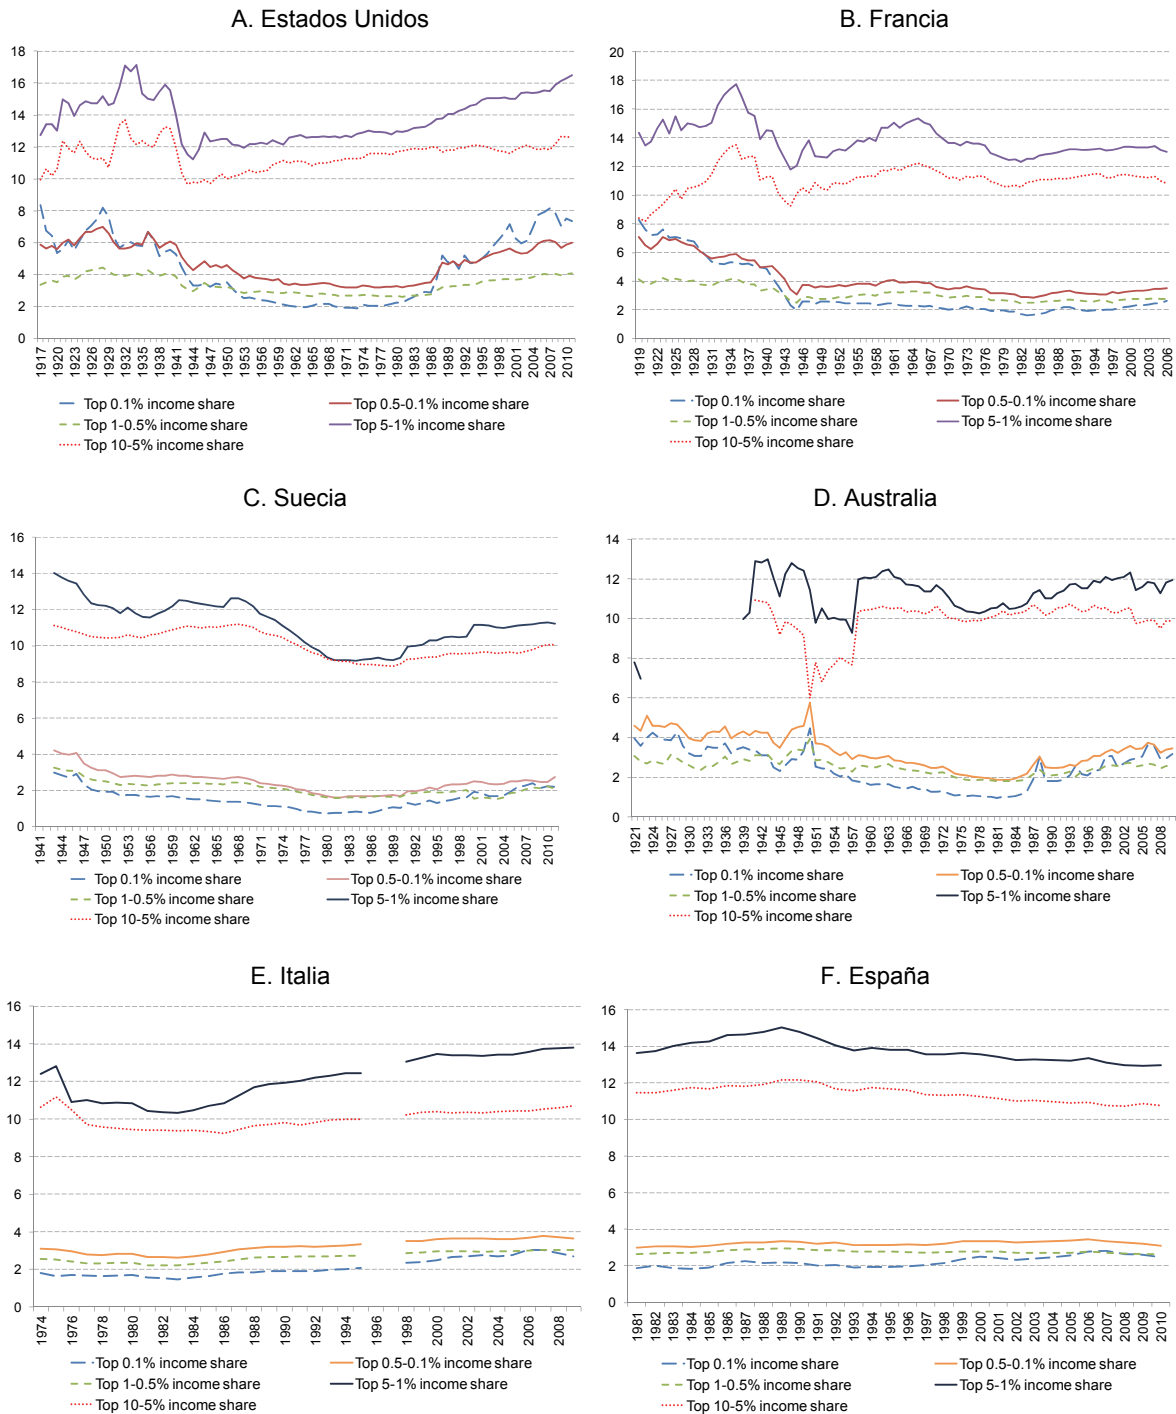 A. Estados Unidos
18
16
14
12
10
8
6
4
2
0
1917 1920 1923 1926 1929 1932 1935 1938 1941 1944 1947 1950 1953 1956 1959 1962 1965 1968 1971 1974 1977 1980 1983 1986 1989 1992 1995 1998 2001 2004 2007 2010
Top 0.1% income share Top 0.5-0.1% income share
Top 1-0.5% income share Top 5-1% income share
Top 10-5% income share
B. Francia
20
18
16
14
12
10
8
6
4
2
0
1919 1922 1925 1928 1931 1934 1937 1940 1943 1946 1949 1952 1955 1958 1961 1964 1967 1970 1973 1976 1979 1982 1985 1988 1991 1994 1997 2000 2003 2006
Top 0.1% income share Top 0.5-0.1% income share
Top 1-0.5% income share Top 5-1% income share
Top 10-5% income share
C. Suecia
16
14
12
10
8
6
4
2
0
1941 1944 1947 1950 1953 1956 1959 1962 1965 1968 1971 1974 1977 1980 1983 1986 1989 1992 1995 1998 2001 2004 2007 2010
Top 0.1% income share Top 0.5-0.1% income share
Top 1-0.5% income share Top 5-1% income share
Top 10-5% income share
D. Australia
14
12
10
8
6
4
2
0
1921 1924 1927 1930 1933 1936 1939 1942 1945 1948 1951 1954 1957 1960 1963 1966 1969 1972 1975 1978 1981 1984 1987 1990 1993 1996 1999 2002 2005 2008
Top 0.1% income share Top 0.5-0.1% income share
Top 1-0.5% income share Top 5-1% income share
Top 10-5% income share
E. Italia
16
14
12
10
8
6
4
2
0
1974 1976 1978 1980 1982 1984 1986 1988 1990 1992 1994 1996 1998 2000 2002 2004 2006 2008
Top 0.1% income share Top 0.5-0.1% income share
Top 1-0.5% income share Top 5-1% income share
Top 10-5% income share
F. España
16
14
12
10
8
6
4
2
0
1981 1982 1983 1984 1985 1986 1987 1988 1989 1990 1991 1992 1993 1994 1995 1996 1997 1998 1999 2000 2001 2002 2003 2004 2005 2006 2007 2008 2009 2010
Top 0.1% income share Top 0.5-0.1% income share
Top 1-0.5% income share Top 5-1% income share
Top 10-5% income share